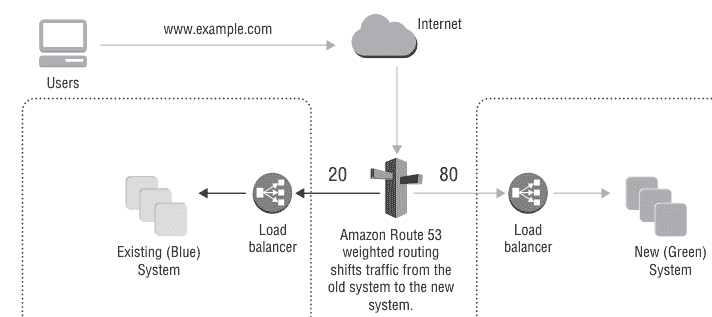 www.example.com
Internet
Users
20
80
Existing (Blue)
System
Load
balancer
Amazon Route 53
weighted routing
shifts traffic from the
old system to the new
system.
Load
balancer
New (Green)
System